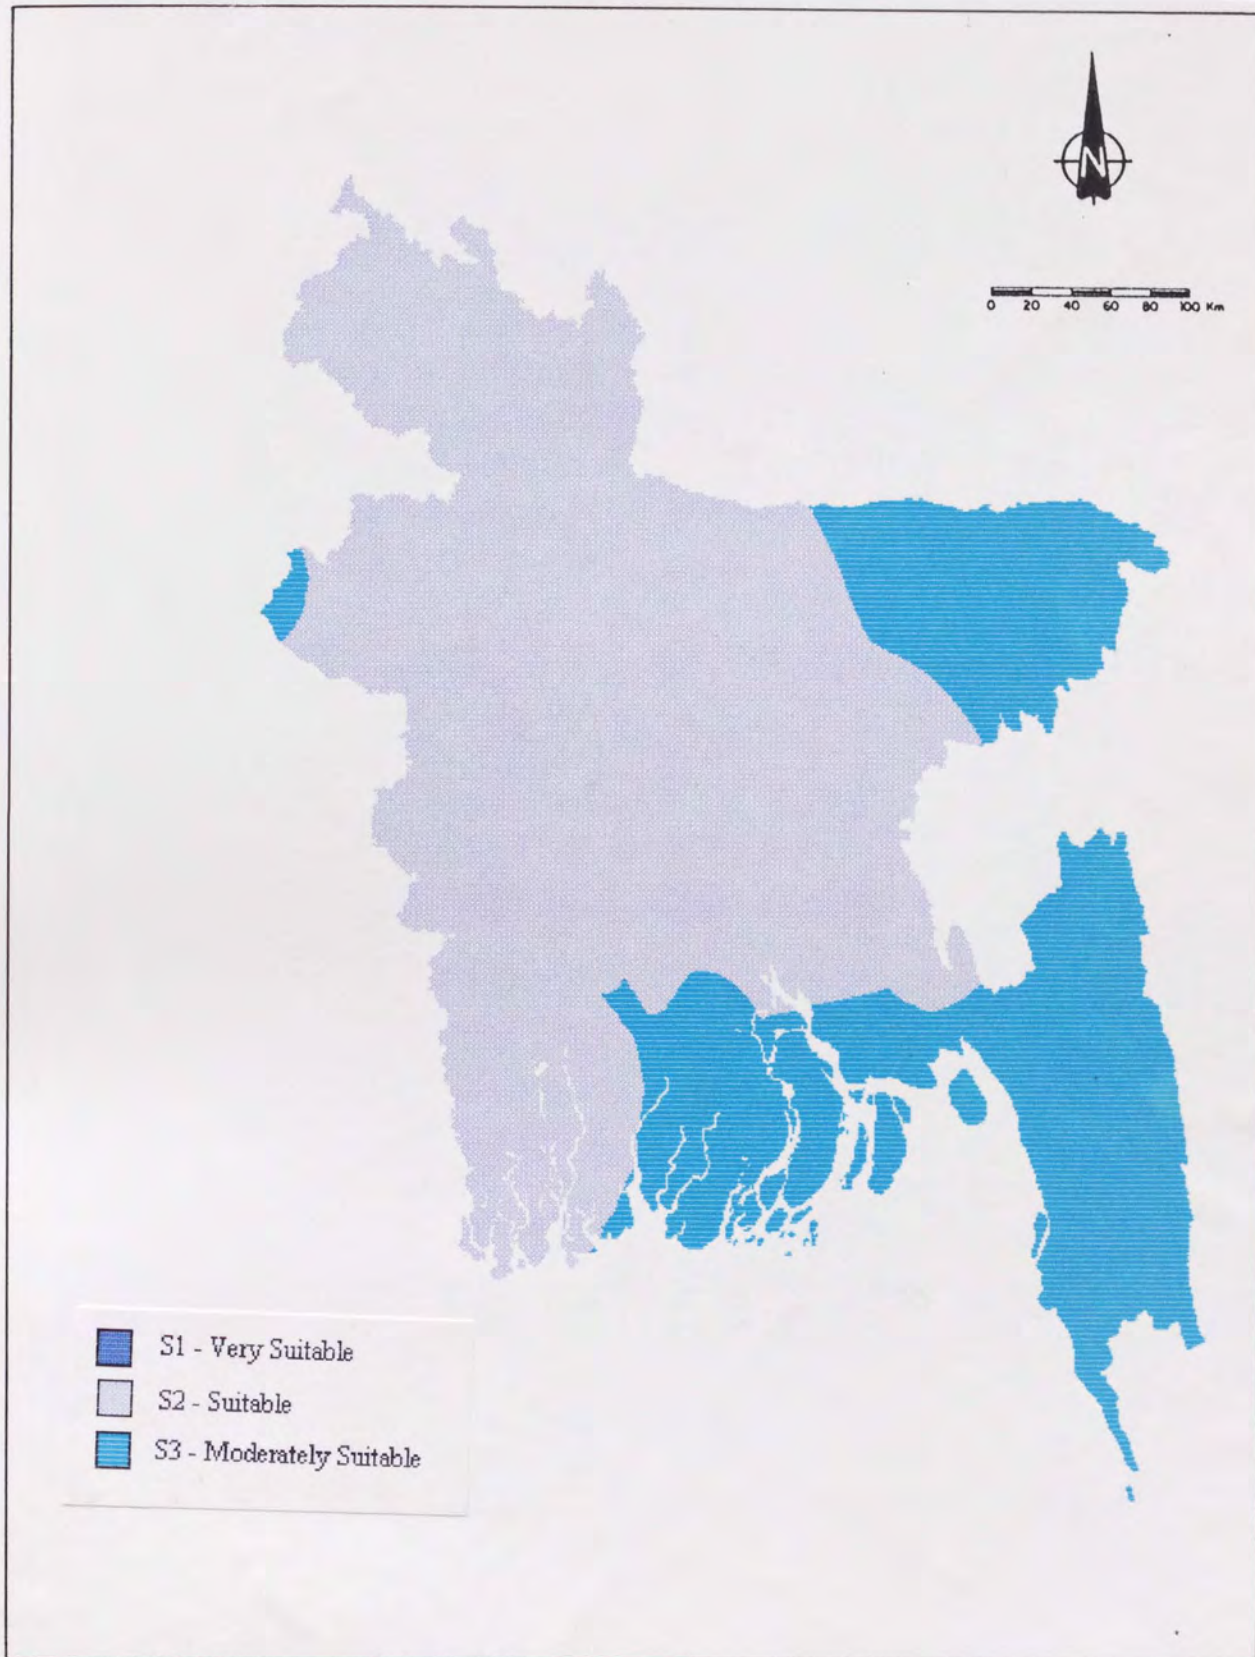 N
0 20 40 60 80 100 Km
S1 - Very Suitable
S2 - Suitable
S3 - Moderately Suitable